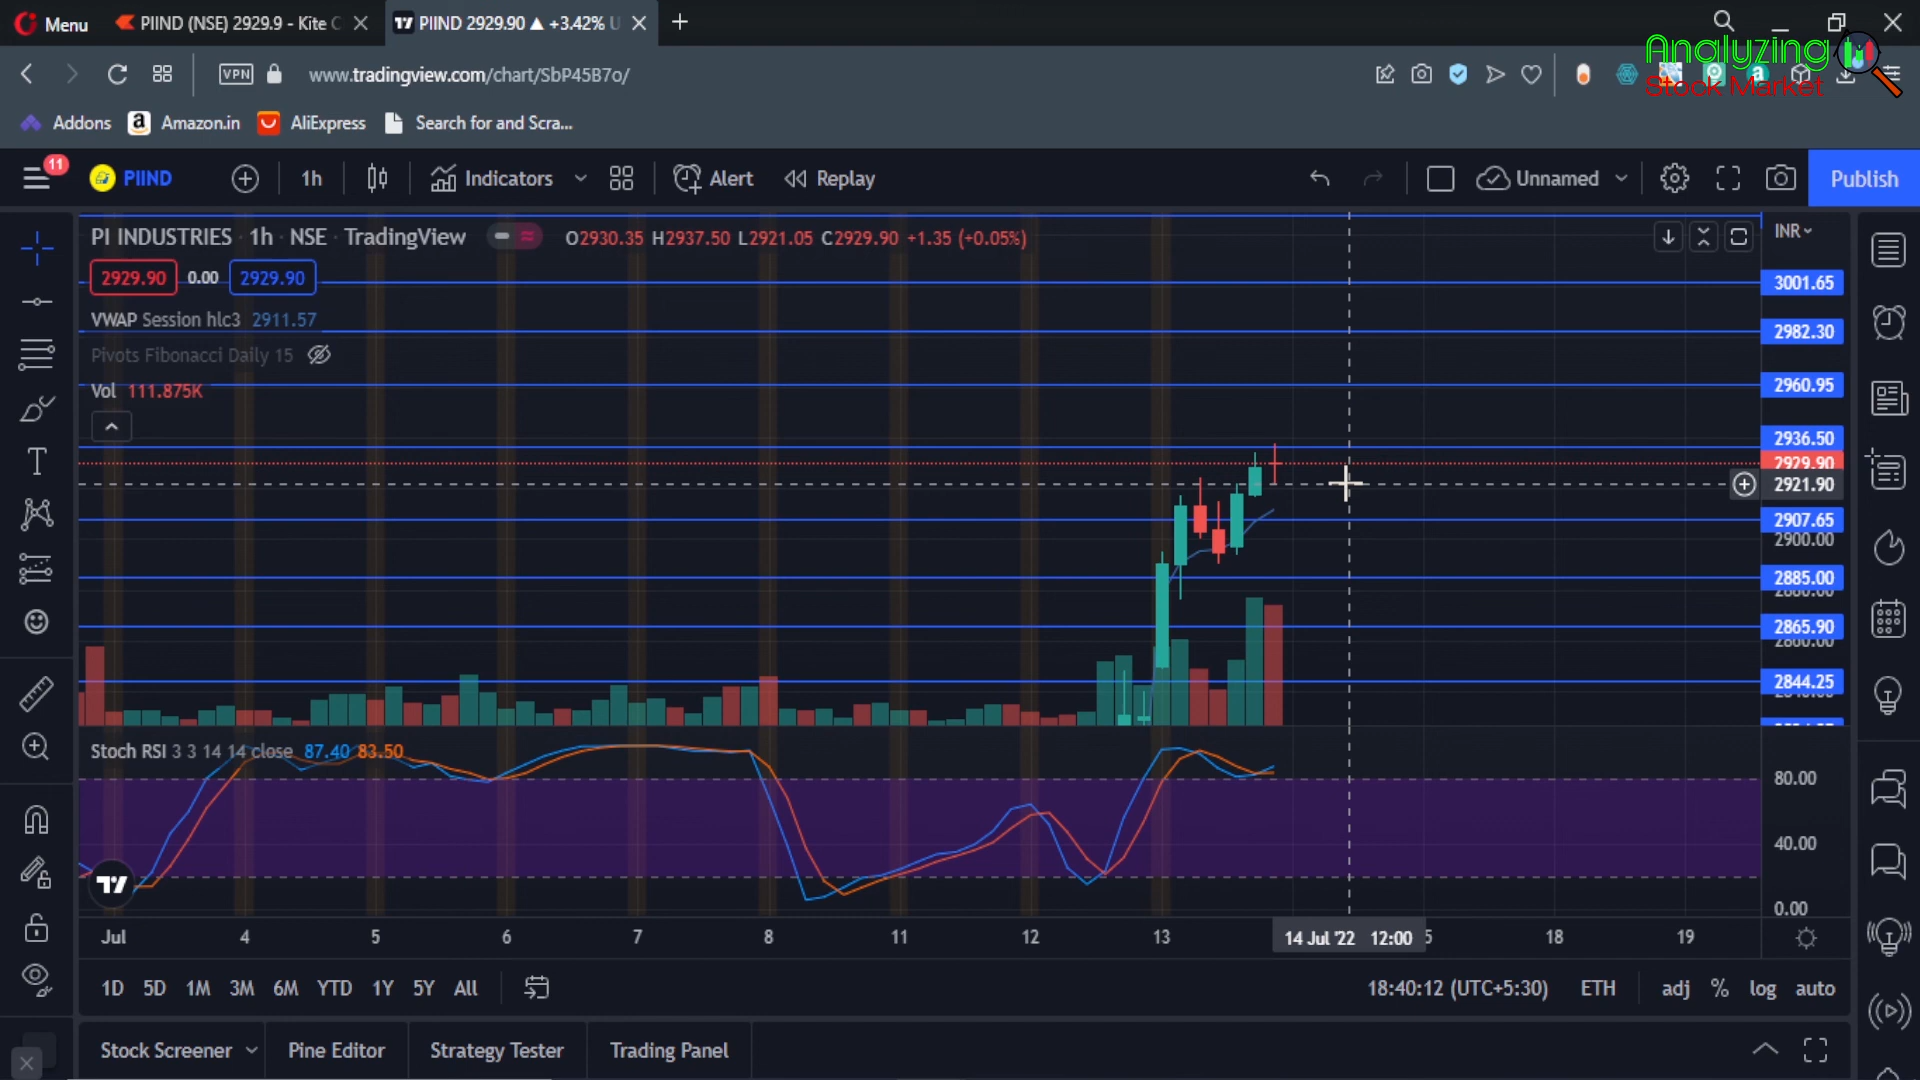 Menu
PIIND (NSE) 2929.9 - Kite C
PIIND 2929.90 ▲ +3.42% U
Analyzing
Stock Market
VPN
www.tradingview.com/chart/SbP45B7o/
Addons
Amazon.in
AliExpress
Search for and Scra...
11
PIIND
1h
Indicators
Alert
Replay
Unnamed
Publish
PI INDUSTRIES · 1h · NSE · TradingView
O2930.35 H2937.50 L2921.05 C2929.90 +1.35 (+0.05%)
INR
2929.90
0.00
2929.90
3001.65
VWAP Session hlc3 2911.57
2982.30
Pivots Fibonacci Daily 15
Vol 111.875K
2960.95
2936.50
2929.90
2921.90
2907.65
2900.00
2885.00
2865.90
2844.25
Stoch RSI 3 3 14 14 close 87.40 83.50
80.00
40.00
0.00
Jul 4 5 6 7 8 11 12 13 14 Jul '22 12:00 5 18 19
1D 5D 1M 3M 6M YTD 1Y 5Y All
18:40:12 (UTC+5:30) ETH adj % log auto
Stock Screener
Pine Editor
Strategy Tester
Trading Panel